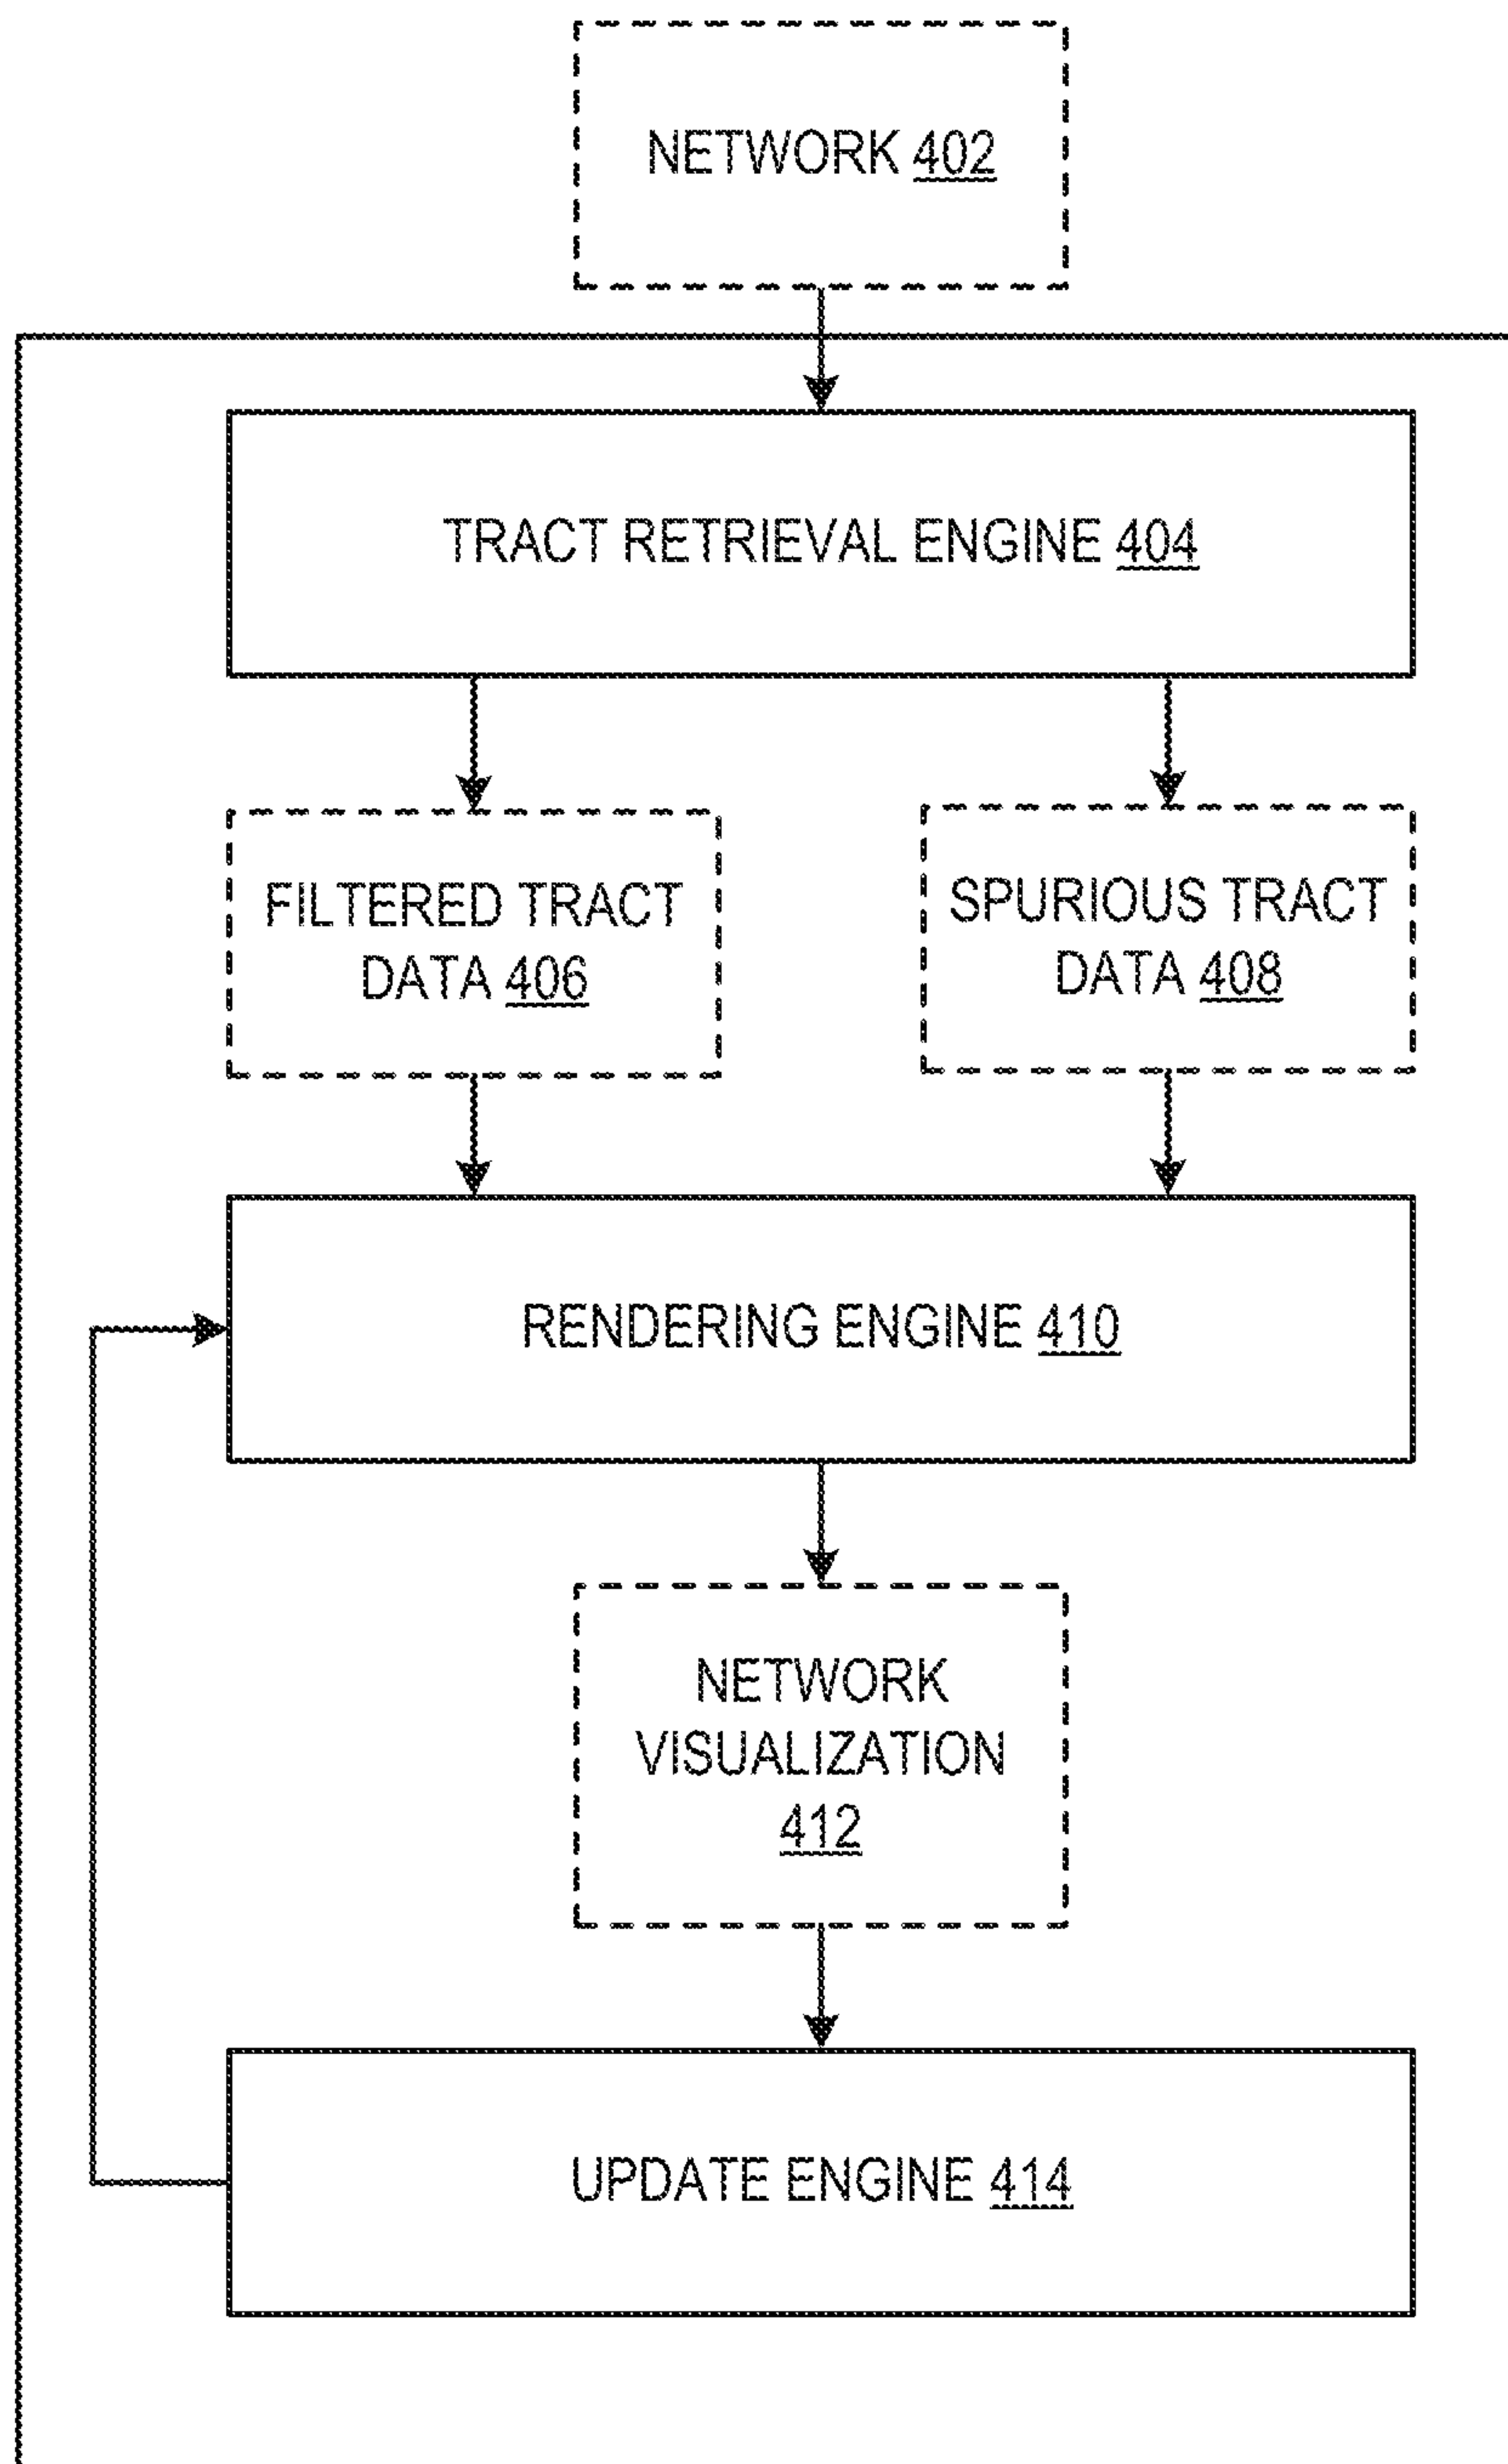 NETWORK 402
TRACT RETRIEVAL ENGINE 404
FILTERED TRACT
DATA 406
SPURIOUS TRACT
DATA 408
RENDERING ENGINE 410
NETWORK
VISUALIZATION
412
UPDATE ENGINE 414